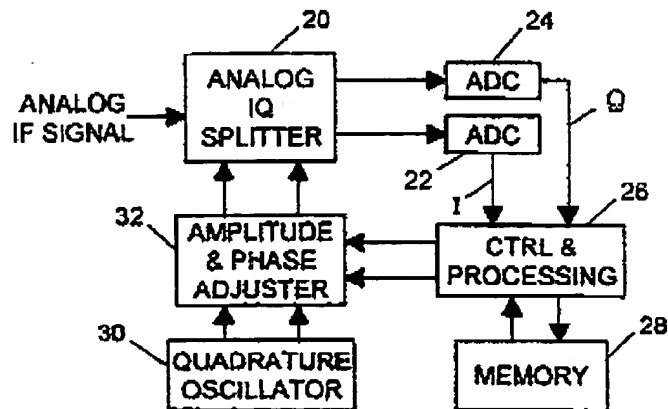 20
24
ANALOG
IQ
SPLITTER
ADC
ANALOG
IF SIGNAL
Q
ADC
22
I
26
32
AMPLITUDE
& PHASE
ADJUSTER
CTRL &
PROCESSING
30
28
QUADRATURE
OSCILLATOR
MEMORY